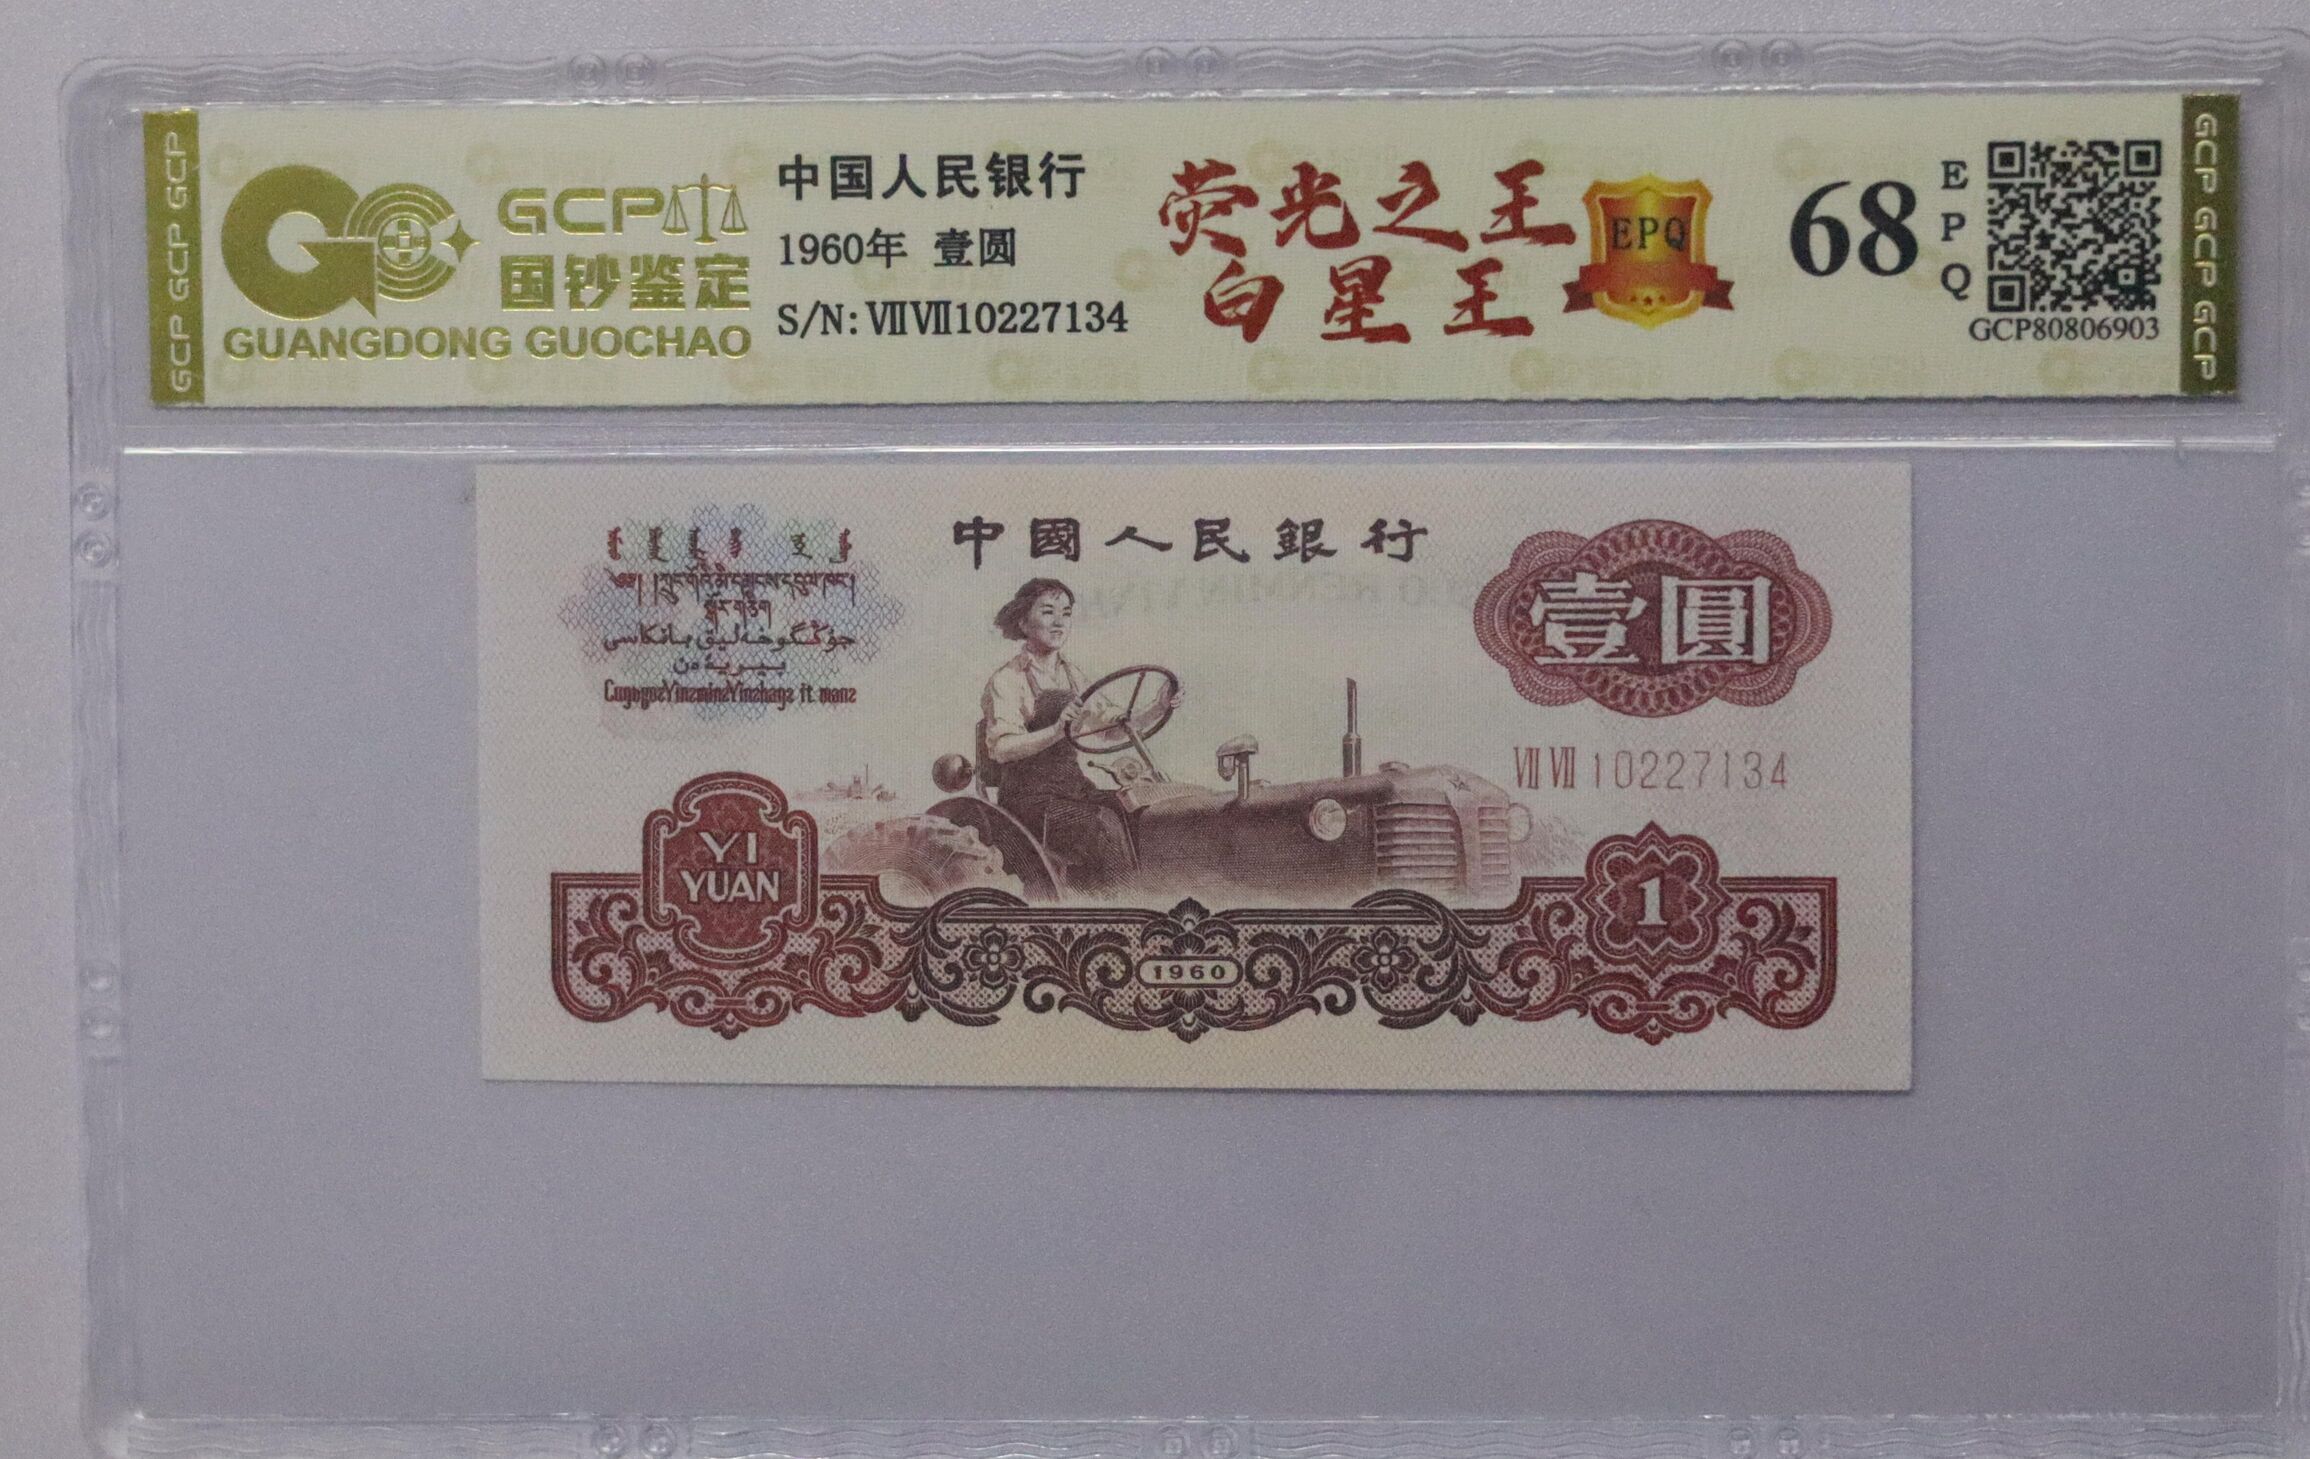 GCP
国钞鉴定
GUANGDONG GUOCHAO
中国人民银行
1960年 壹圆
S/N: ⅦⅦ10227134
荧光之王
白星王
EPQ
68
EPQ
GCP80806903
GCP GCP GCP
GCP GCP GCP
中國人民銀行
壹圓
ⅦⅦ10227134
YI
YUAN
1960
1